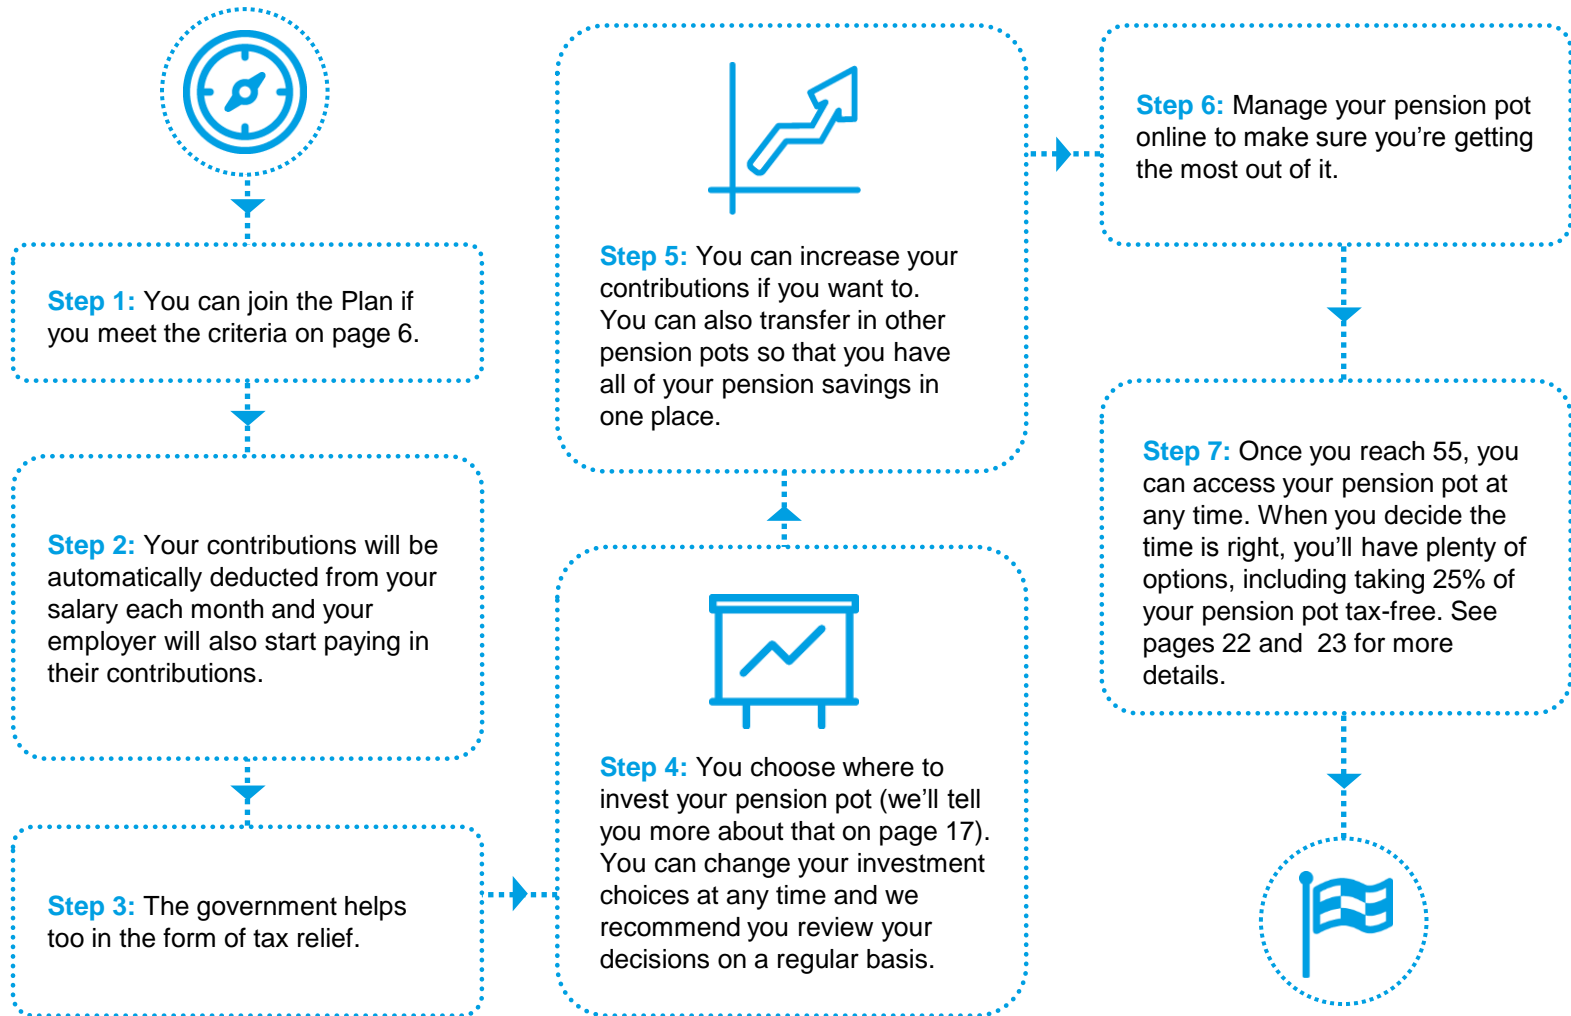 Step 1: You can join the Plan if
you meet the criteria on page 6.
Step 2: Your contributions will be
automatically deducted from your
salary each month and your
employer will also start paying in
their contributions.
Step 3: The government helps
too in the form of tax relief.
Step 4: You choose where to
invest your pension pot (we’ll tell
you more about that on page 17).
You can change your investment
choices at any time and we
recommend you review your
decisions on a regular basis.
Step 5: You can increase your
contributions if you want to.
You can also transfer in other
pension pots so that you have
all of your pension savings in
one place.
Step 6: Manage your pension pot
online to make sure you’re getting
the most out of it.
Step 7: Once you reach 55, you
can access your pension pot at
any time. When you decide the
time is right, you’ll have plenty of
options, including taking 25% of
your pension pot tax-free. See
pages 22 and  23 for more
details.